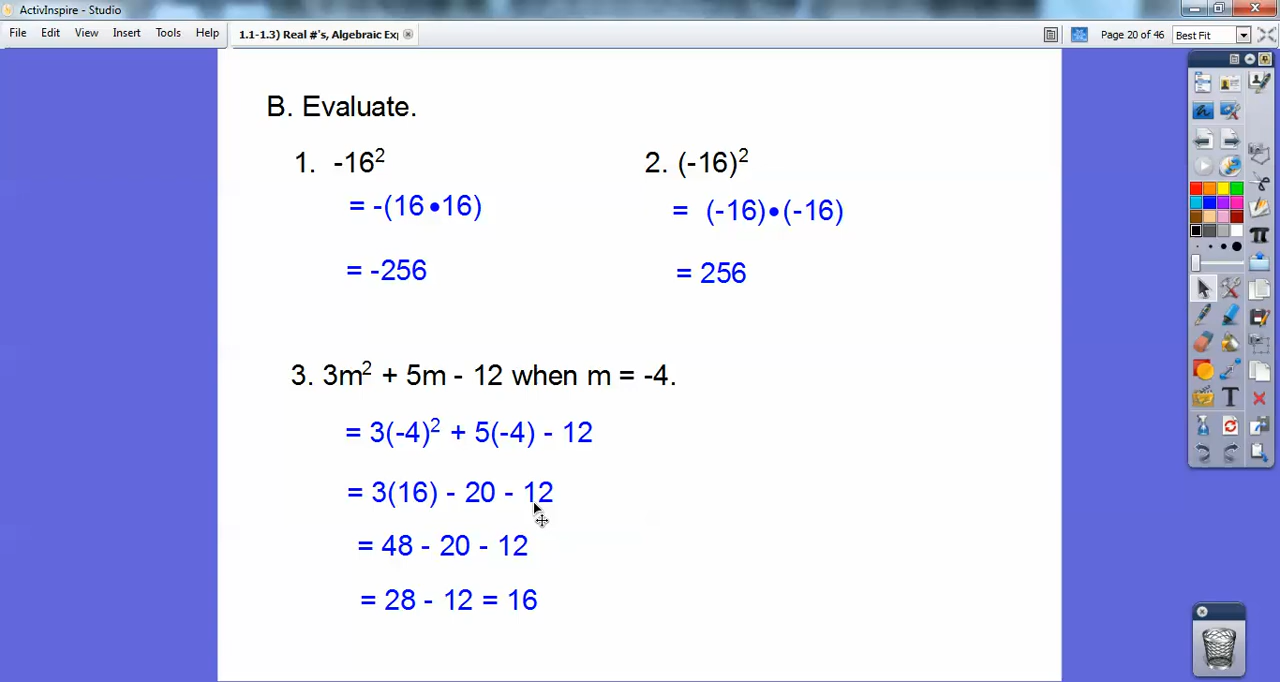 ActivInspire - Studio
File Edit View Insert Tools Help
1.1-1.3) Real #'s, Algebraic Exp
Page 20 of 46
Best Fit
B. Evaluate.
1. -16²
= -(16•16)
= -256
2. (-16)²
= (-16)•(-16)
= 256
3. 3m² + 5m - 12 when m = -4.
= 3(-4)² + 5(-4) - 12
= 3(16) - 20 - 12
= 48 - 20 - 12
= 28 - 12 = 16